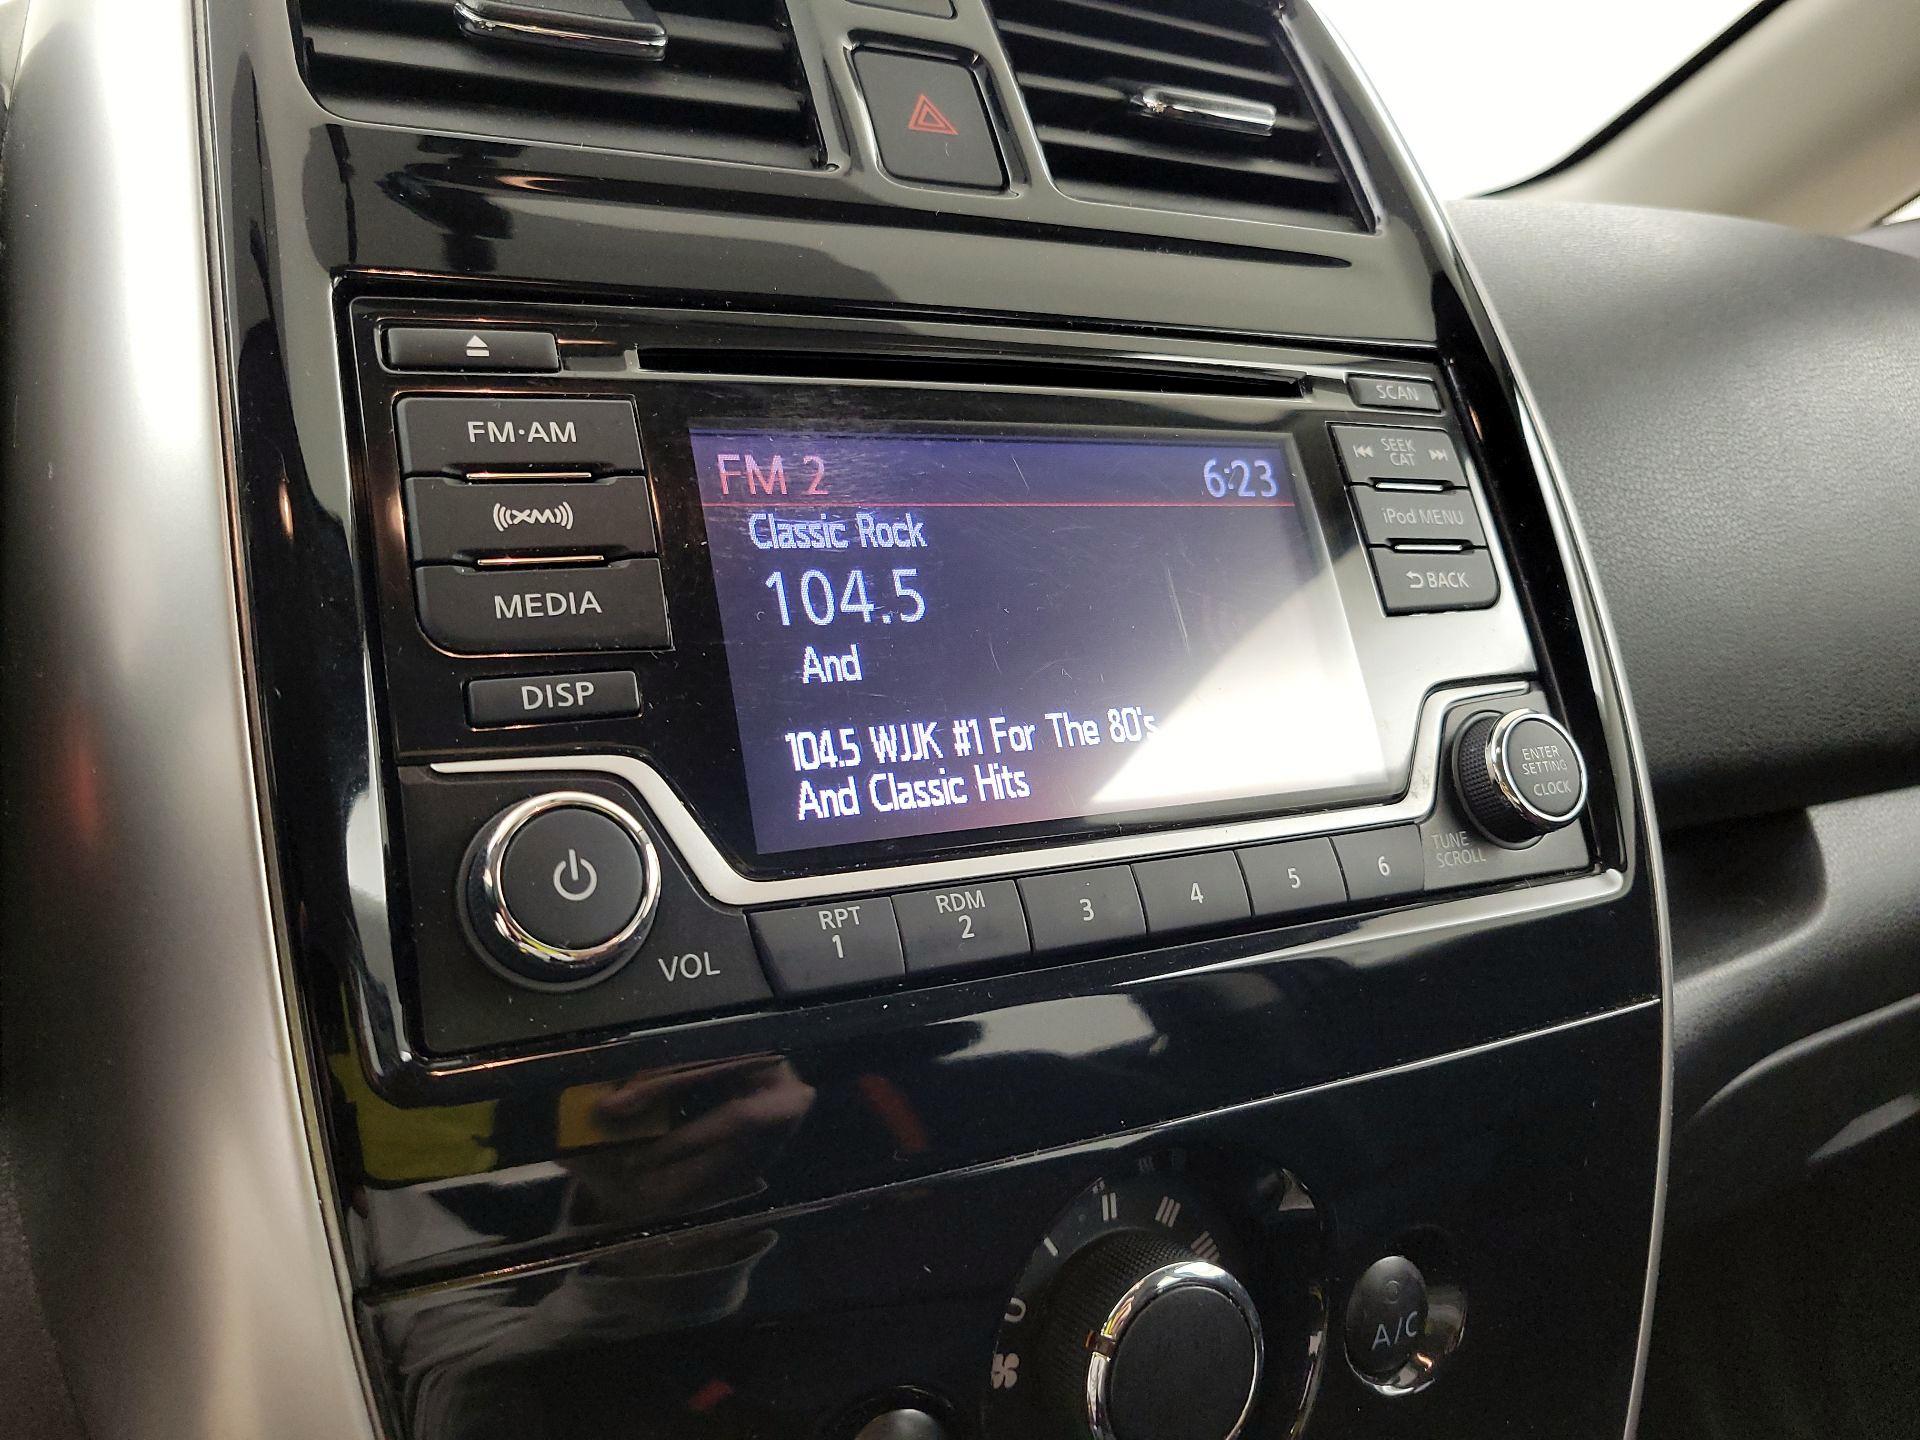 SCAN
FM·AM
SEEK
CAT
FM 2 6:23
XM
iPod MENU
Classic Rock
MEDIA
104.5
BACK
And
DISP
104.5 WJJK #1 For The 80's
And Classic Hits
ENTER
SETTING
CLOCK
TUNE
SCROLL
VOL
RPT
1
RDM
2
3
4
5
6
0
A/C